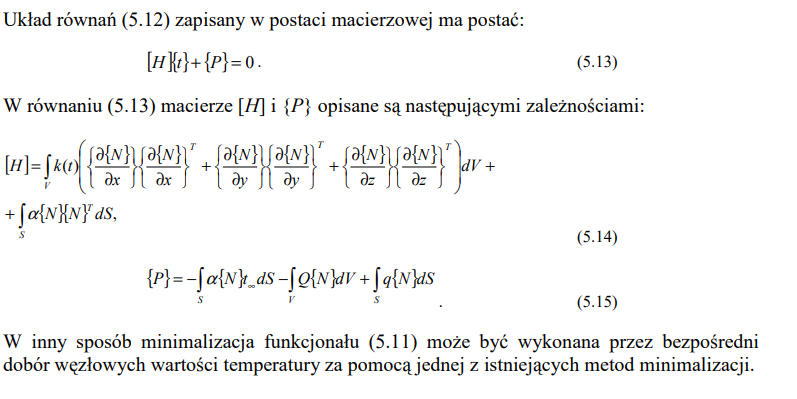 Układ równań (5.12) zapisany w postaci macierzowej ma postać:
[H]{t}+{P}=0. (5.13)
W równaniu (5.13) macierze [H] i {P} opisane są następującymi zależnościami:
[H]=∫_V k(t)({∂{N}/∂x}{∂{N}/∂x}^T + {∂{N}/∂y}{∂{N}/∂y}^T + {∂{N}/∂z}{∂{N}/∂z}^T)dV +
+∫_S α{N}{N}^T dS,
(5.14)
{P}=−∫_S α{N}t_∞ dS −∫_V Q{N}dV +∫_S q{N}dS
. (5.15)
W inny sposób minimalizacja funkcjonału (5.11) może być wykonana przez bezpośredni
dobór węzłowych wartości temperatury za pomocą jednej z istniejących metod minimalizacji.